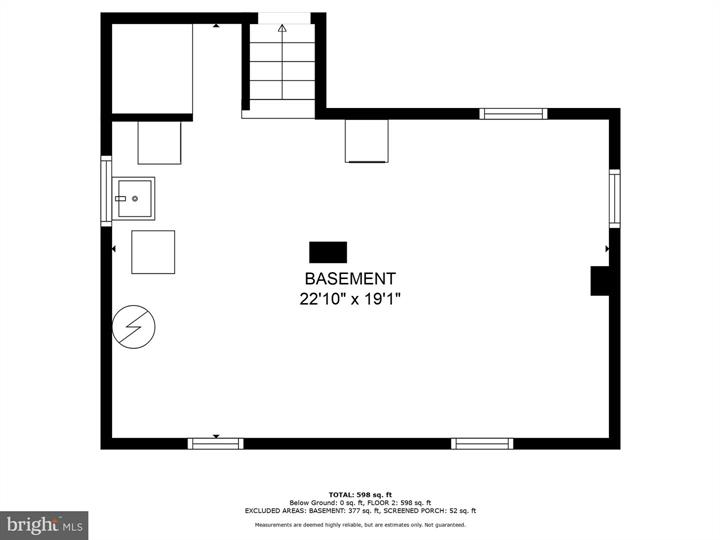 BASEMENT
22'10" x 19'1"
TOTAL: 598 sq. ft
Below Ground: 0 sq. ft, FLOOR 2: 598 sq. ft
EXCLUDED AREAS: BASEMENT: 377 sq. ft, SCREENED PORCH: 52 sq. ft
Measurements are deemed highly reliable, but are estimates only. Not guaranteed.
bright MLS